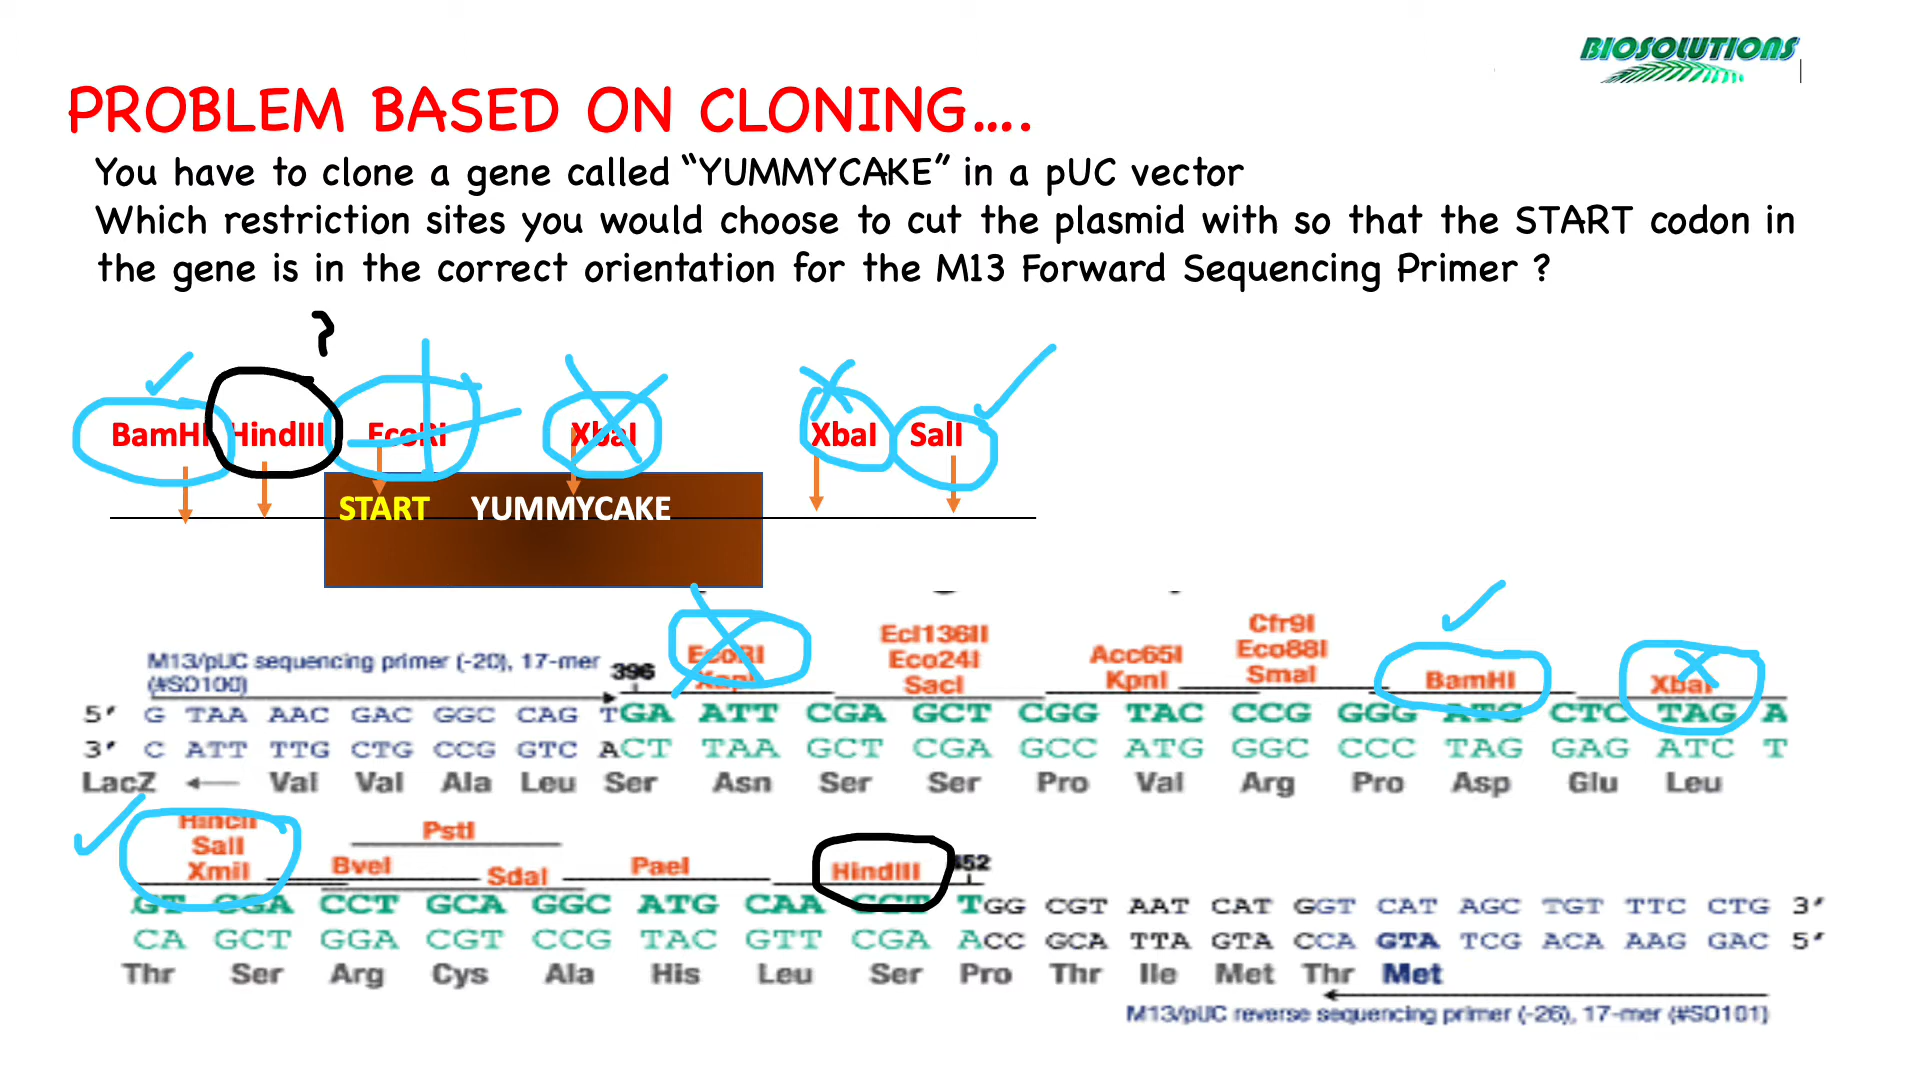 BIOSOLUTIONS
PROBLEM BASED ON CLONING….
You have to clone a gene called “YUMMYCAKE” in a pUC vector
Which restriction sites you would choose to cut the plasmid with so that the START codon in
the gene is in the correct orientation for the M13 Forward Sequencing Primer ?
?
BamHI HindIII EcoRI XbaI XbaI SalI
START YUMMYCAKE
Cfr9I
Ecl136II
Eco88I
EcoRI Eco24I Acc65I
SmaI
M13/pUC sequencing primer (-20), 17-mer 396
SacI KpnI BamHI XbaI
(#SO100)
5’ G TAA AAC GAC GGC CAG TGA ATT CGA GCT CGG TAC CCG GGG ATC CTC TAG A
3’ C ATT TTG CTG CCG GTC ACT TAA GCT CGA GCC ATG GGC CCC TAG GAG ATC T
LacZ ← Val Val Ala Leu Ser Asn Ser Ser Pro Val Arg Pro Asp Glu Leu
HincII
PstI
SalI
BveI PaeI
XmiI SdaI HindIII 452
GT CGA CCT GCA GGC ATG CAA GCT TGG CGT AAT CAT GGT CAT AGC TGT TTC CTG 3’
CA GCT GGA CGT CCG TAC GTT CGA ACC GCA TTA GTA CCA GTA TCG ACA AAG GAC 5’
Thr Ser Arg Cys Ala His Leu Ser Pro Thr Ile Met Thr Met
M13/pUC reverse sequencing primer (-26), 17-mer (#SO101)